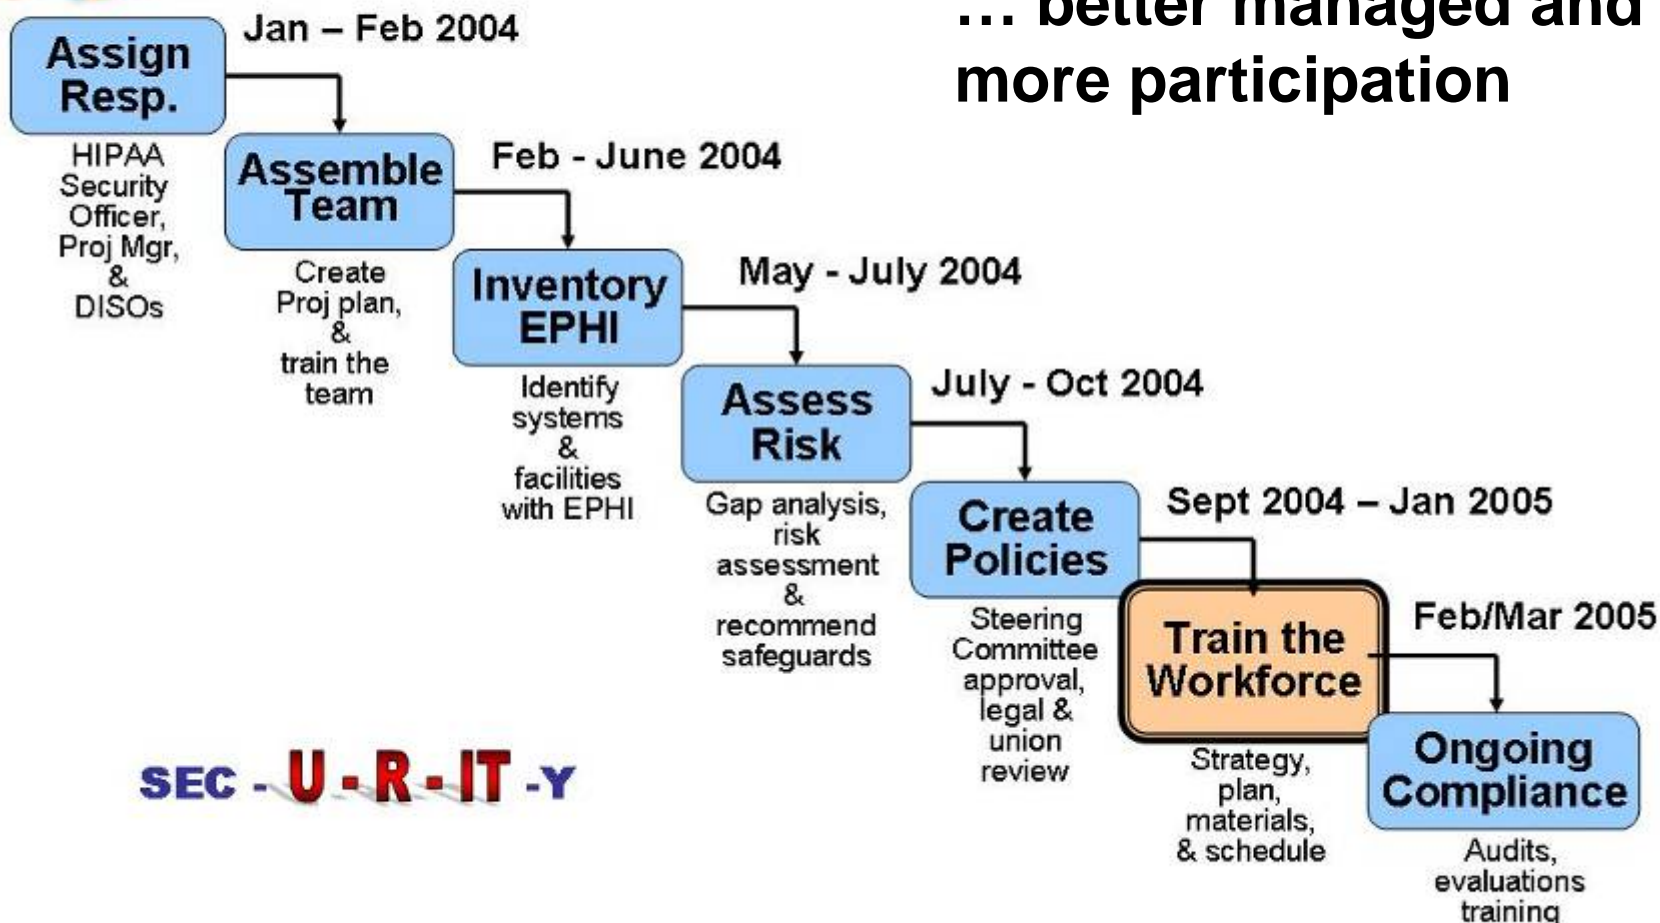 … better managed and
more participation
Assign
Resp.
Jan – Feb 2004
HIPAA
Security
Officer,
Proj Mgr,
&
DISOs
Assemble
Team
Feb - June 2004
Create
Proj plan,
&
train the
team
Inventory
EPHI
May - July 2004
Identify
systems
&
facilities
with EPHI
Assess
Risk
July - Oct 2004
Gap analysis,
risk
assessment
&
recommend
safeguards
Create
Policies
Sept 2004 – Jan 2005
Steering
Committee
approval,
legal &
union
review
Train the
Workforce
Feb/Mar 2005
Strategy,
plan,
materials,
& schedule
Ongoing
Compliance
Audits,
evaluations
training
SEC - U - R - IT -Y